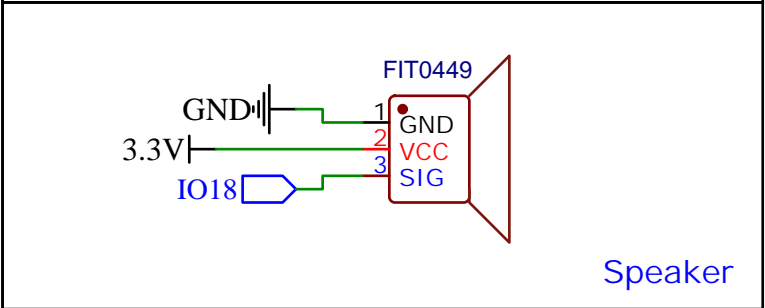 FIT0449
GND 1 GND
3.3V 2 VCC
IO18 3 SIG
Speaker